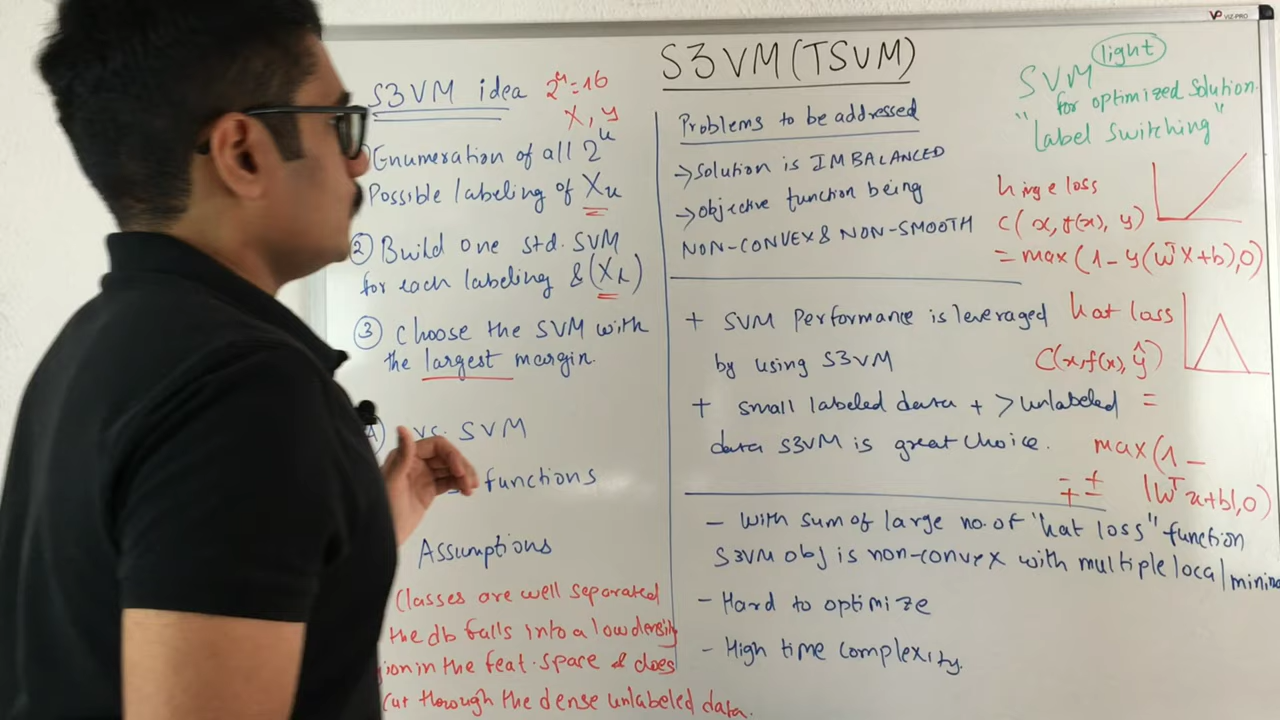 VIZ-PRO
S3VM (TSVM)
S3VM idea
2⁴=16
X, y
Enumeration of all 2ᵘ
Possible labeling of Xu
② Build one std. SVM
for each labeling & (XL)
③ Choose the SVM with
the largest margin.
vs. SVM
functions
Assumptions
Classes are well separated
the db falls into a low density
ion in the feat. space & does
cut through the dense unlabeled data.
Problems to be addressed
→ Solution is IMBALANCED
→ objective function being
NON-CONVEX & NON-SMOOTH
+ SVM Performance is leveraged
by using S3VM
+ small labeled data + > unlabeled
data S3VM is great choice.
- With sum of large no. of "hat loss" function
S3VM obj is non-convex with multiple local minima
- Hard to optimize
- High time complexity.
SVM light
for optimized Solution.
"label switching"
hinge loss
C(x, f(x), y)
= max(1 - y(wᵀx+b), 0)
hat loss
C(x, f(x), ŷ)
=
max(1 -
|wᵀx+b|, 0)